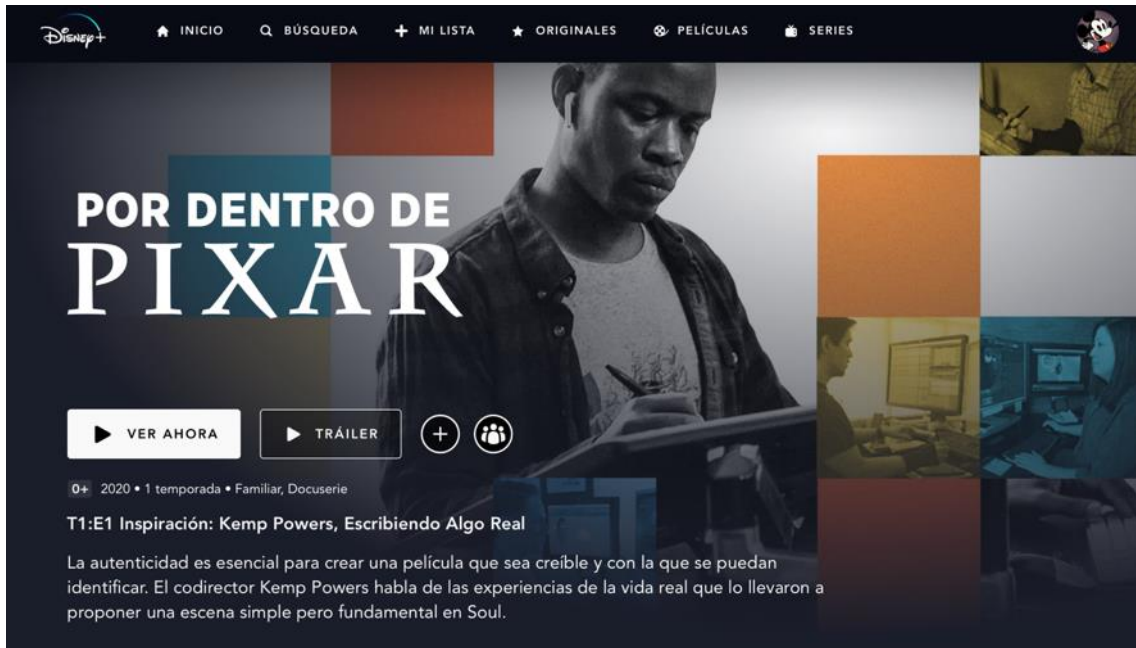 Disney+
INICIO
BÚSQUEDA
MI LISTA
ORIGINALES
PELÍCULAS
SERIES
POR DENTRO DE
PIXAR
VER AHORA
TRÁILER
0+ 2020 • 1 temporada • Familiar, Docuserie
T1:E1 Inspiración: Kemp Powers, Escribiendo Algo Real
La autenticidad es esencial para crear una película que sea creíble y con la que se puedan
identificar. El codirector Kemp Powers habla de las experiencias de la vida real que lo llevaron a
proponer una escena simple pero fundamental en Soul.